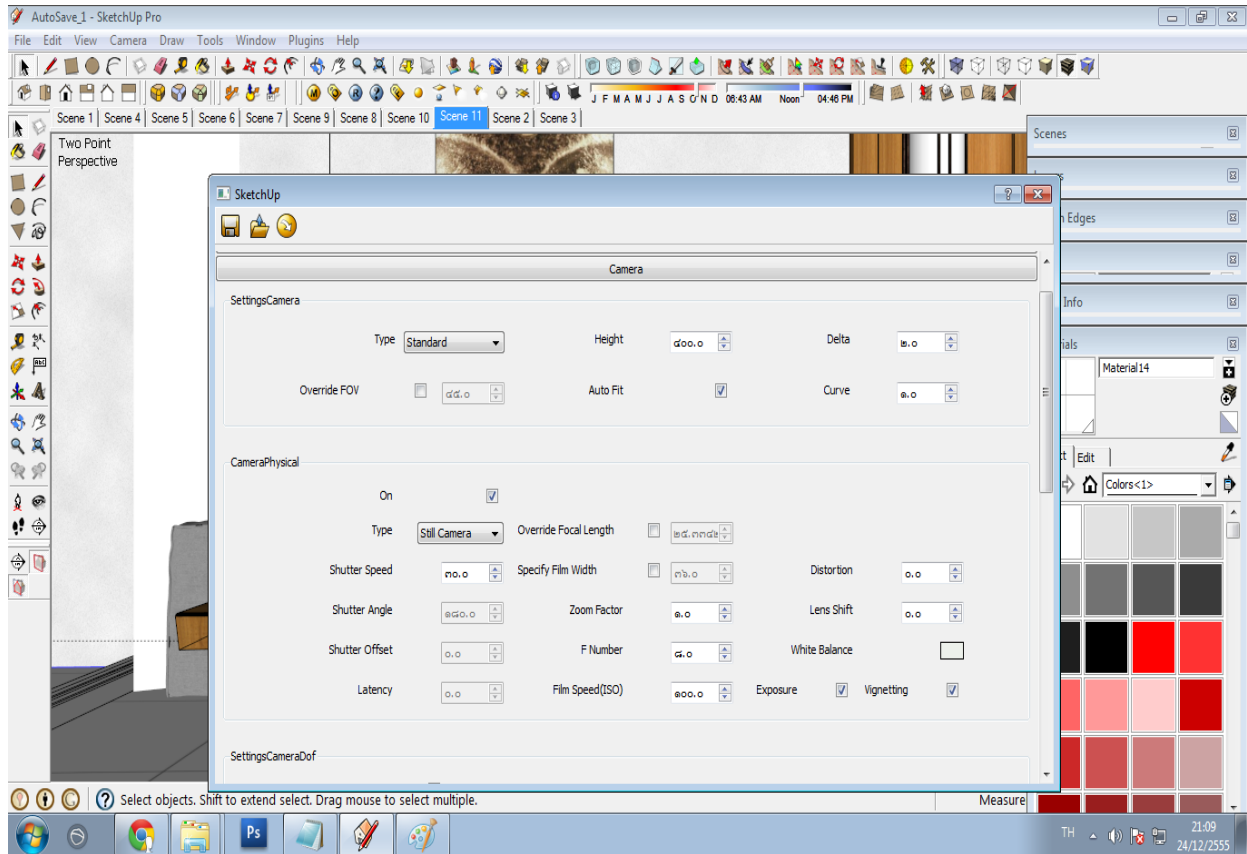 AutoSave_1 - SketchUp Pro
File Edit View Camera Draw Tools Window Plugins Help
J F M A M J J A S O N D 06:43 AM Noon 04:46 PM
Scene 1 Scene 4 Scene 5 Scene 6 Scene 7 Scene 9 Scene 8 Scene 10 Scene 11 Scene 2 Scene 3
Two Point
Perspective
Scenes
Edges
Info
Material14
Edit
Colors<1>
SketchUp
Camera
SettingsCamera
Type Standard Height ๔๐๐.๐ Delta ๒.๐
Override FOV ๔๕.๐ Auto Fit Curve ๑.๐
CameraPhysical
On
Type Still Camera Override Focal Length
Shutter Speed ๓๐.๐ Specify Film Width ๓๖.๐ Distortion ๐.๐
Shutter Angle ๑๘๐.๐ Zoom Factor ๑.๐ Lens Shift ๐.๐
Shutter Offset ๐.๐ F Number ๘.๐ White Balance
Latency ๐.๐ Film Speed(ISO) ๑๐๐.๐ Exposure Vignetting
SettingsCameraDof
Select objects. Shift to extend select. Drag mouse to select multiple. Measure
Ps
TH 21:09
24/12/2555